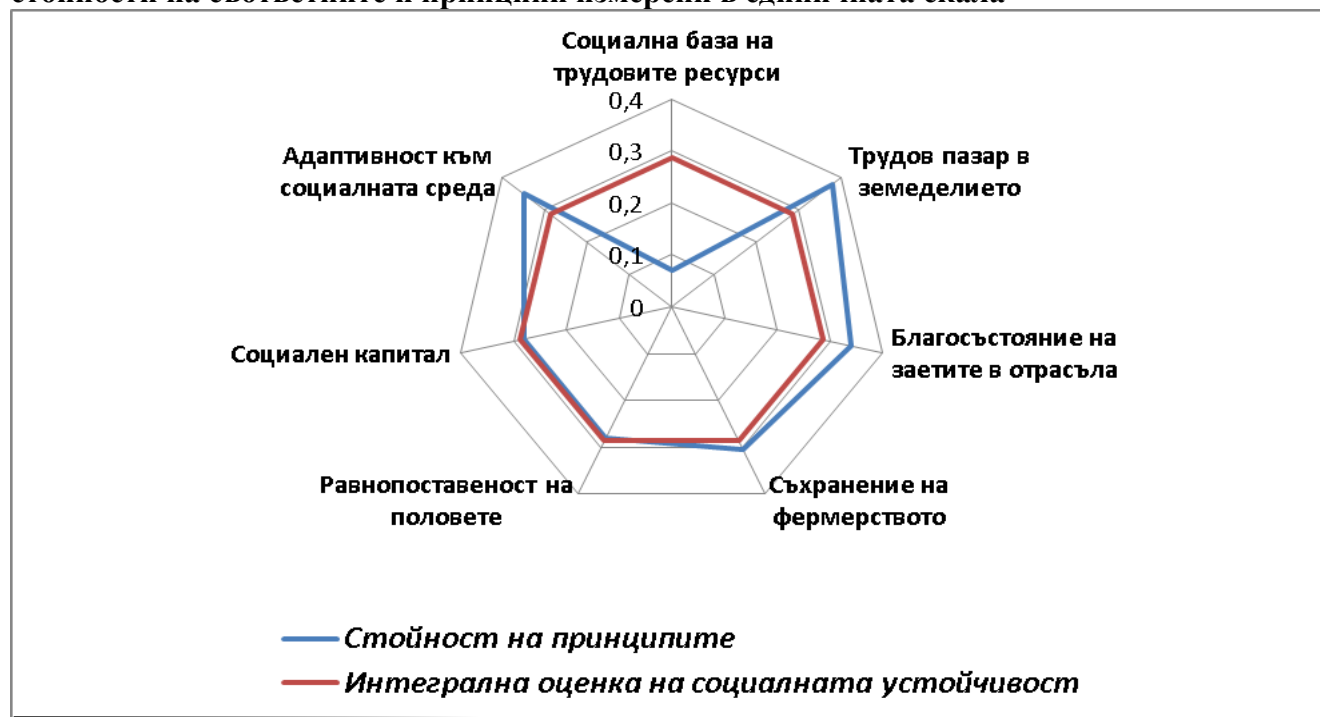 Социална база на
трудовите ресурси
0,4
0,3
0,2
0,1
0
Трудов пазар в
земеделието
Благосъстояние на
заетите в отрасъла
Съхранение на
фермерството
Равнопоставеност на
половете
Социален капитал
Адаптивност към
социалната среда
Стойност на принципите
Интегрална оценка на социалната устойчивост